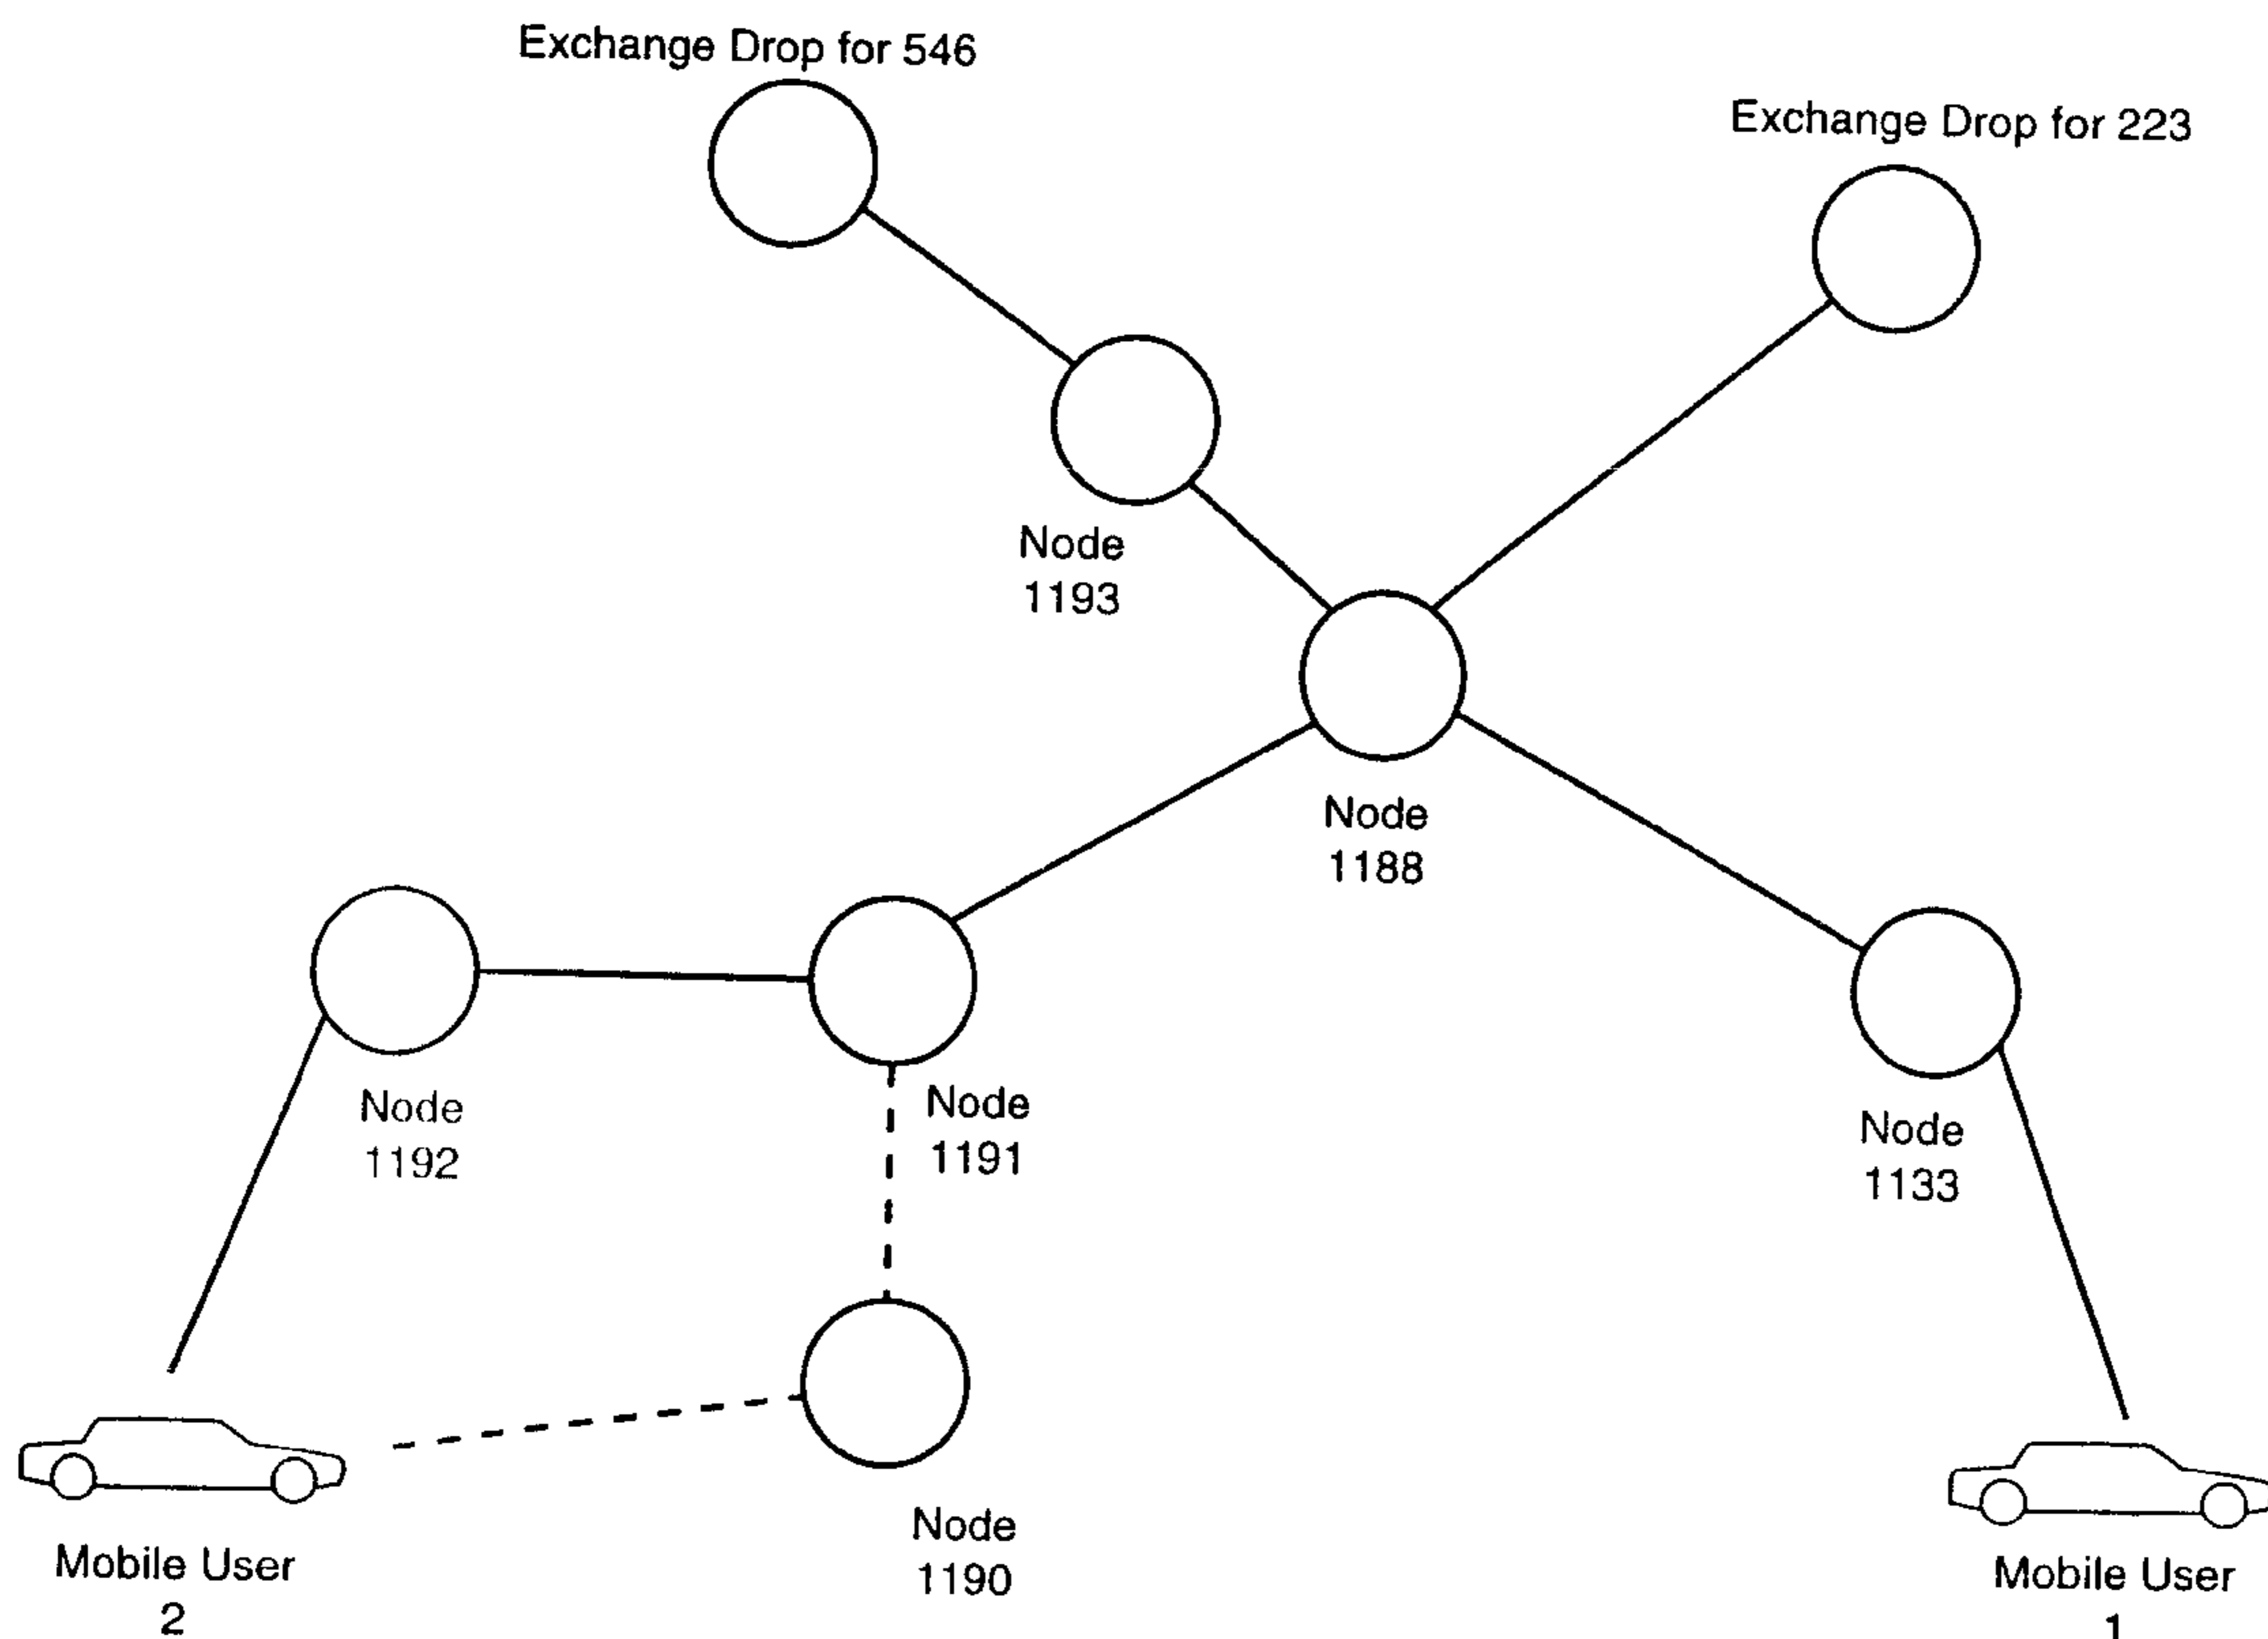 Exchange Drop for 546
Exchange Drop for 223
Node
1193
Node
1188
Node
1192
Node
1191
Node
1133
Node
1190
Mobile User
2
Mobile User
1